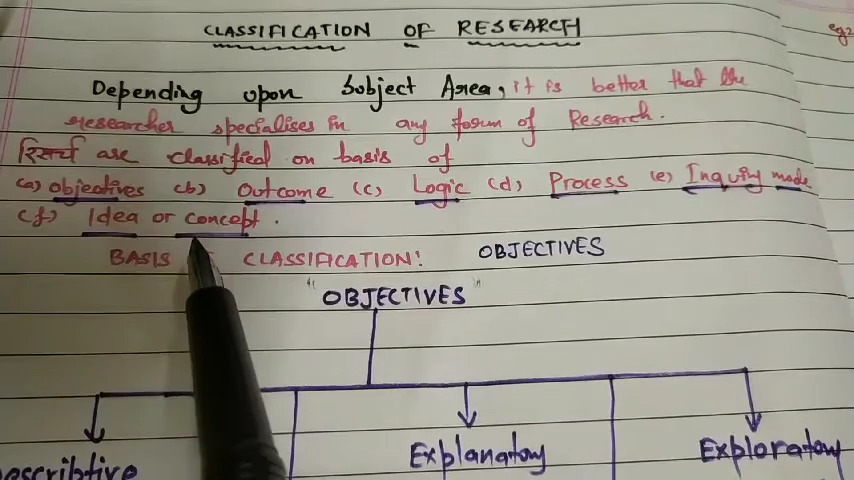 CLASSIFICATION OF RESEARCH
eg2
Depending upon Subject Area, it is better that the
researcher specialises in any form of Research.
रिसर्च are classified on basis of
(a) objectives (b) Outcome (c) Logic (d) Process (e) Inquiry mode
(f) Idea or concept.
BASIS CLASSIFICATION: OBJECTIVES
"OBJECTIVES"
Explanatory Exploratory